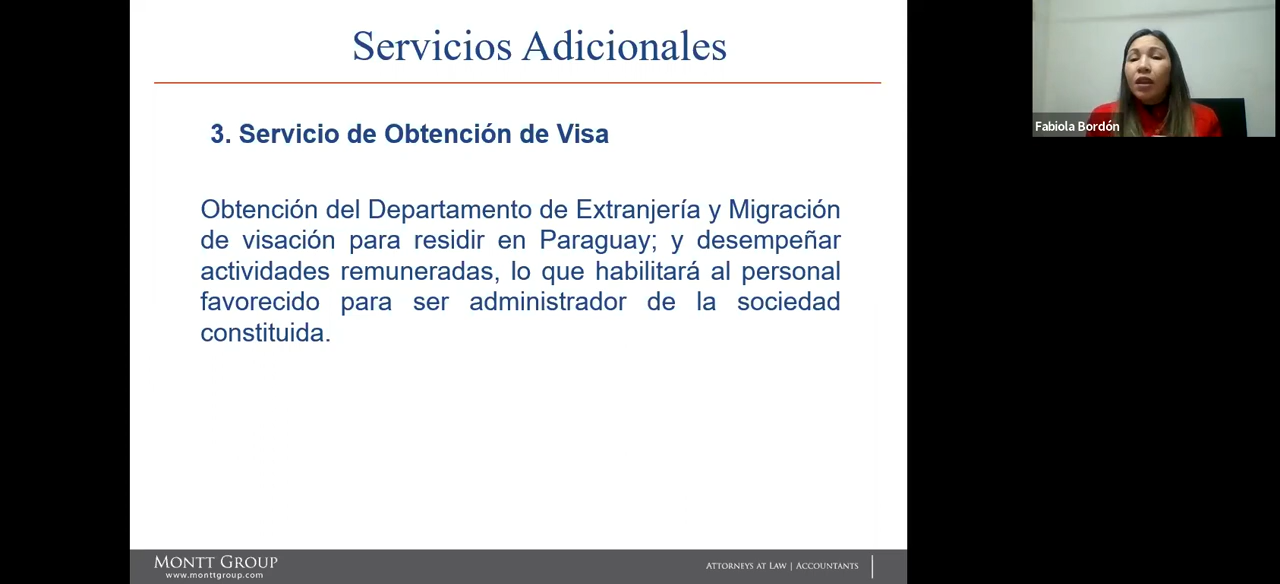 Servicios Adicionales
3. Servicio de Obtención de Visa
Obtención del Departamento de Extranjería y Migración
de visación para residir en Paraguay; y desempeñar
actividades remuneradas, lo que habilitará al personal
favorecido para ser administrador de la sociedad
constituida.
MONTT GROUP
www.monttgroup.com
ATTORNEYS AT LAW | ACCOUNTANTS
Fabiola Bordón